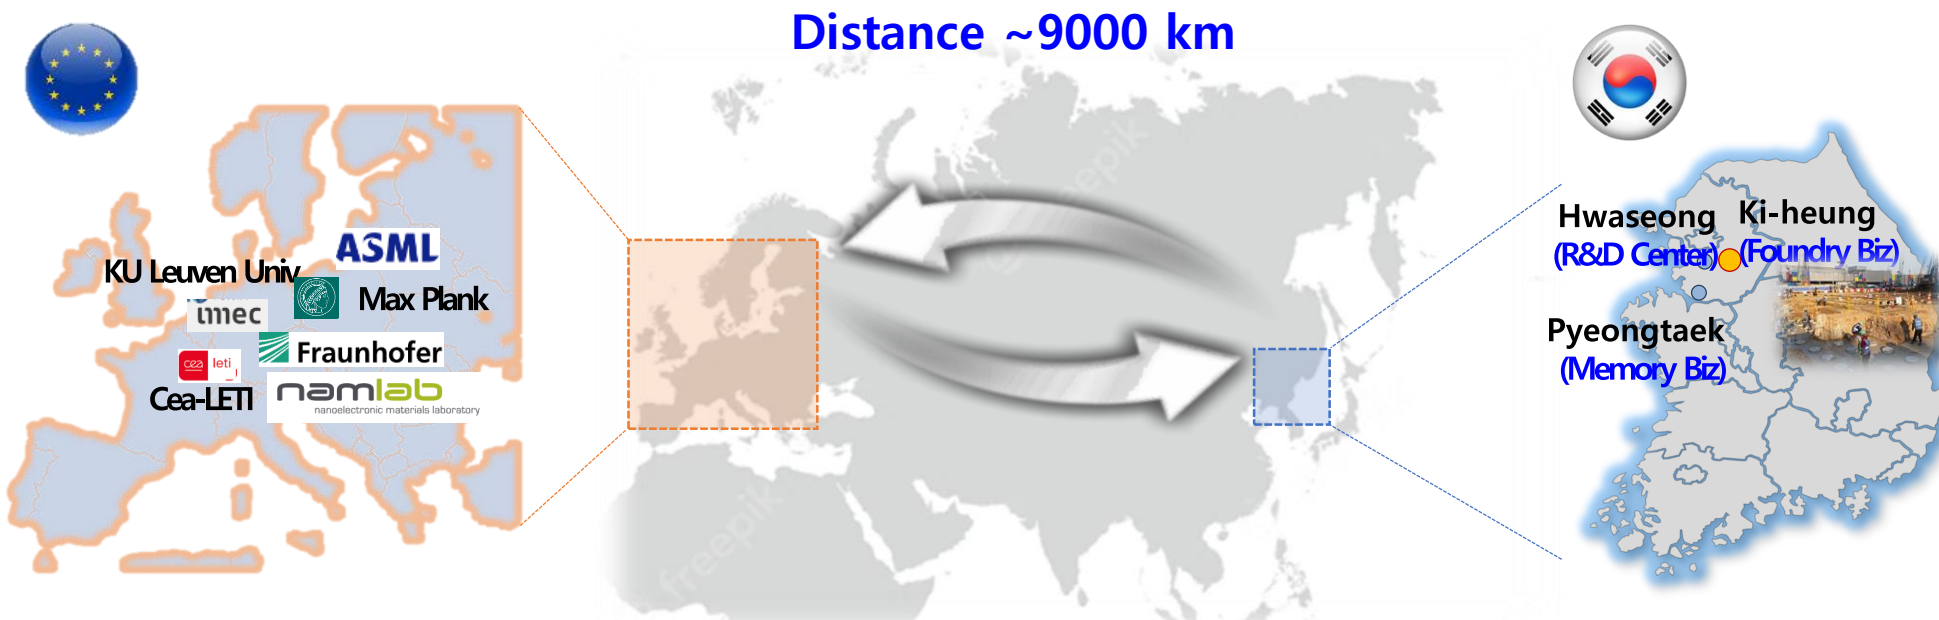 Distance ~9000 km
ASML
KU Leuven Univ
Max Plank
imec
Fraunhofer
cea leti
Cea-LETI
namlab
nanoelectronic materials laboratory
Hwaseong
(R&D Center)
Ki-heung
(Foundry Biz)
Pyeongtaek
(Memory Biz)
freepik
freepik